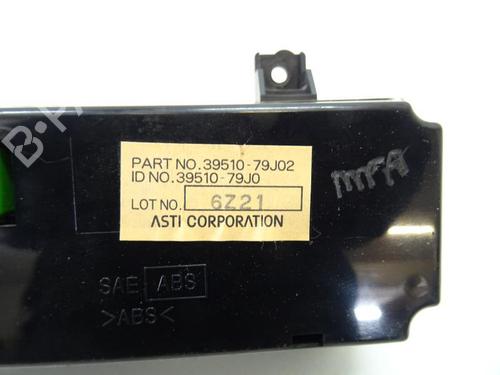 PART NO. 39510-79J02
ID NO. 39510-79J0
LOT NO. 6Z21
ASTI CORPORATION
SAE ABS
>ABS<